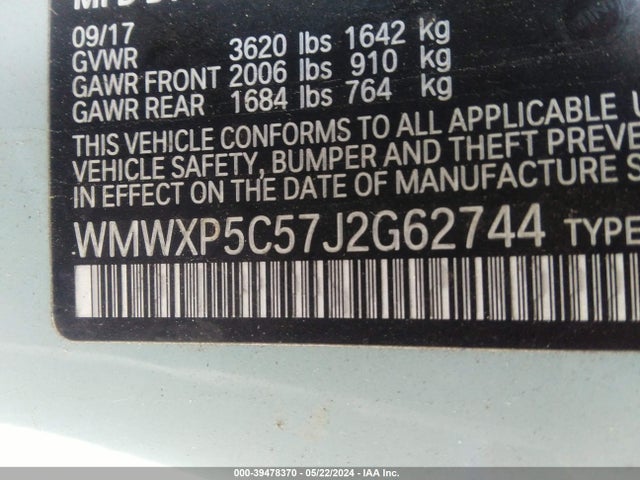 09/17
GVWR 3620 lbs 1642 kg
GAWR FRONT 2006 lbs 910 kg
GAWR REAR 1684 lbs 764 kg
THIS VEHICLE CONFORMS TO ALL APPLICABLE
VEHICLE SAFETY, BUMPER AND THEFT PREVE
IN EFFECT ON THE DATE OF MANUFACTURE S
WMWXP5C57J2G62744 TYPE
000-39478370 - 05/22/2024 - IAA Inc.